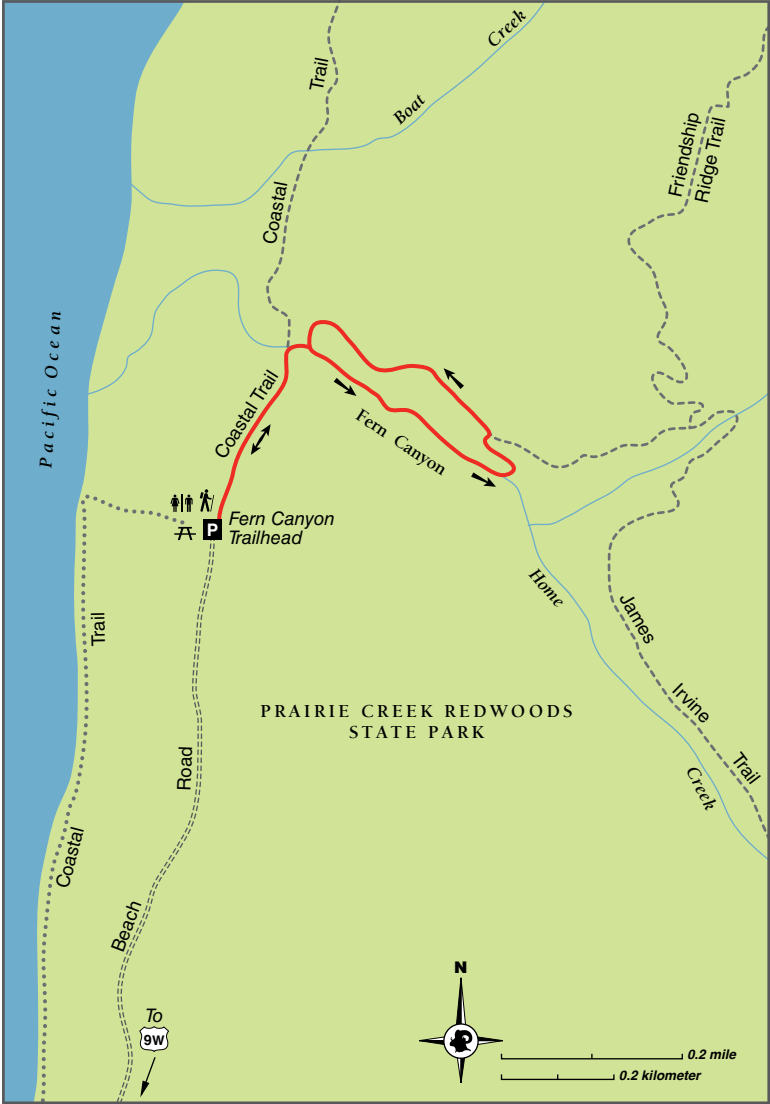 Creek
Trail
Boat
Friendship
Ridge Trail
Coastal
Pacific Ocean
Coastal Trail
Fern Canyon
P
Fern Canyon
Trailhead
Home
Trail
James
PRAIRIE CREEK REDWOODS
STATE PARK
Irvine
Road
Trail
Creek
Coastal
Beach
N
To
9W
0.2 mile
0.2 kilometer